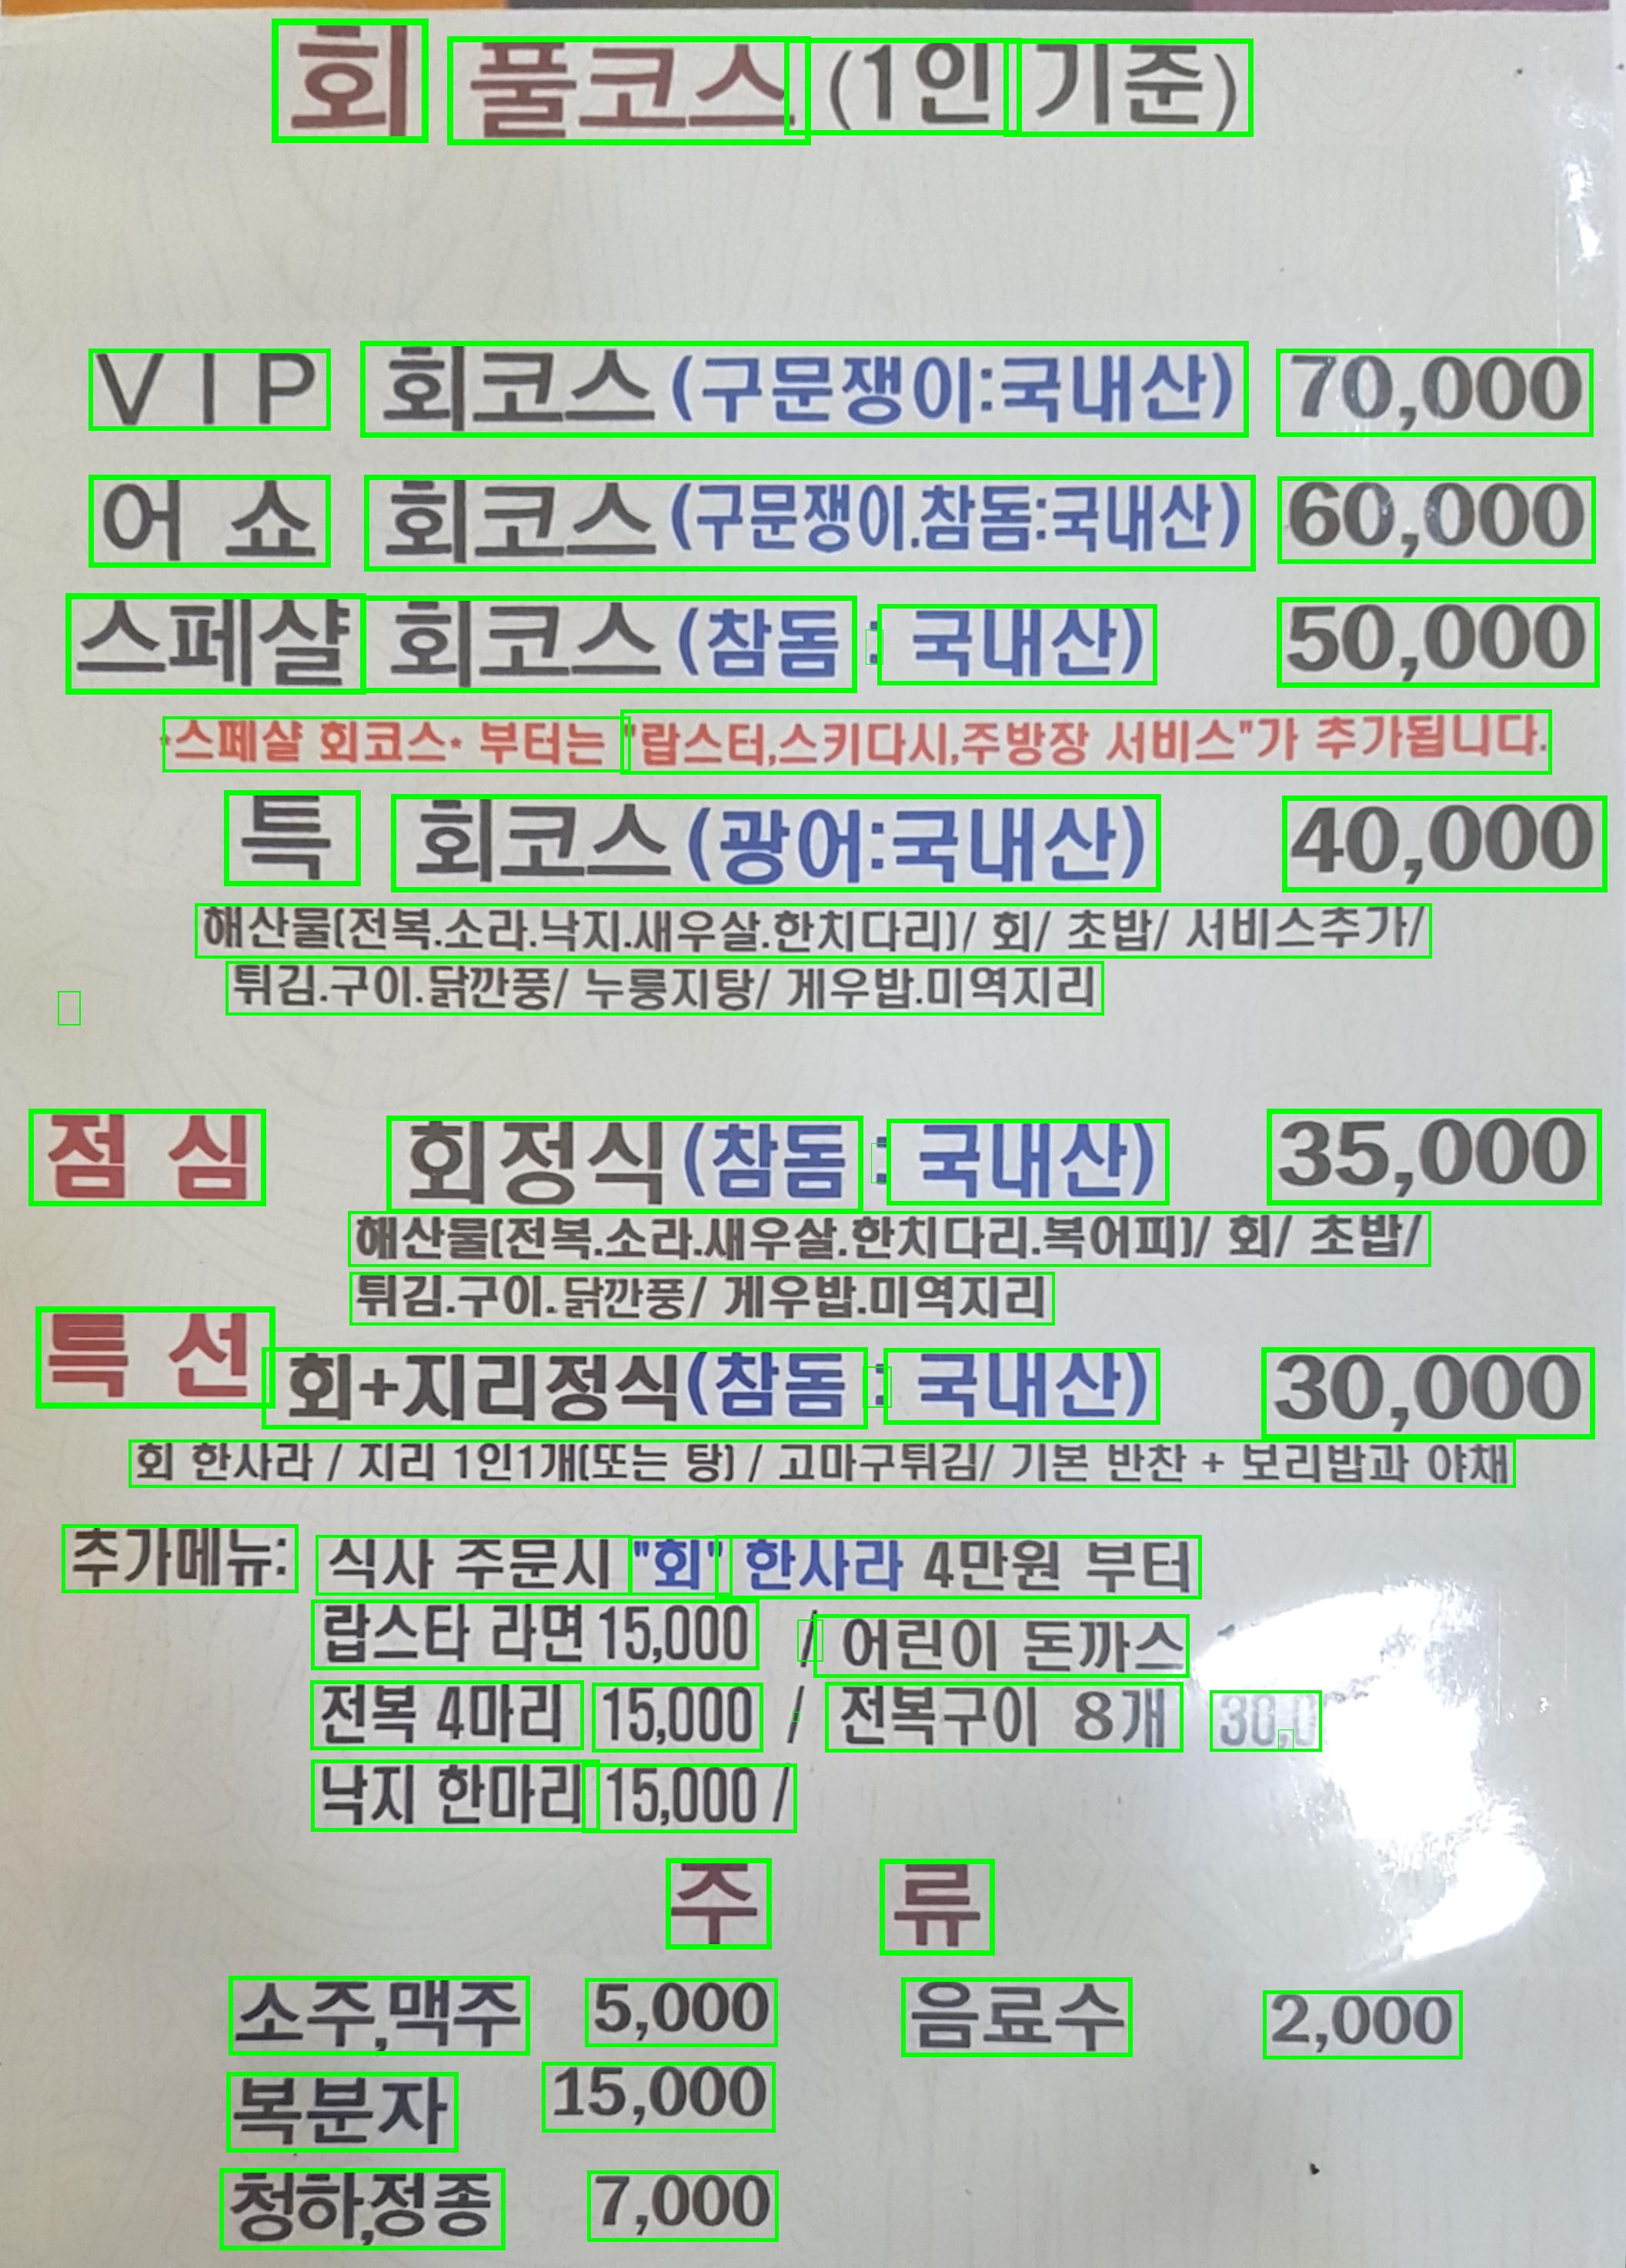 회 풀코스 (1인 기준)
V I P 회코스 (구문쟁이:국내산) 70,000
어 쇼 회코스 (구문쟁이.참돔:국내산) 60,000
스페샬 회코스 (참돔 : 국내산) 50,000
*스페샬 회코스* 부터는 "랍스터,스키다시,주방장 서비스"가 추가됩니다.
특 회코스 (광어:국내산) 40,000
해산물(전복.소라.낙지.새우살.한치다리)/ 회/ 초밥/ 서비스추가/
튀김.구이.닭깐풍/ 누룽지탕/ 게우밥.미역지리
점 심 회정식 (참돔 : 국내산) 35,000
해산물(전복.소라.새우살.한치다리.복어피)/ 회/ 초밥/
튀김.구이.닭깐풍/ 게우밥.미역지리
특 선 회+지리정식(참돔 : 국내산) 30,000
회 한사라 / 지리 1인1개(또는 탕) / 고마구튀김/ 기본 반찬 + 보리밥과 야채
추가메뉴: 식사 주문시 "회" 한사라 4만원 부터
랍스타 라면 15,000 / 어린이 돈까스
전복 4마리 15,000 / 전복구이 8개
낙지 한마리 15,000 /
주 류
소주,맥주 5,000 음료수 2,000
복분자 15,000
청하,정종 7,000